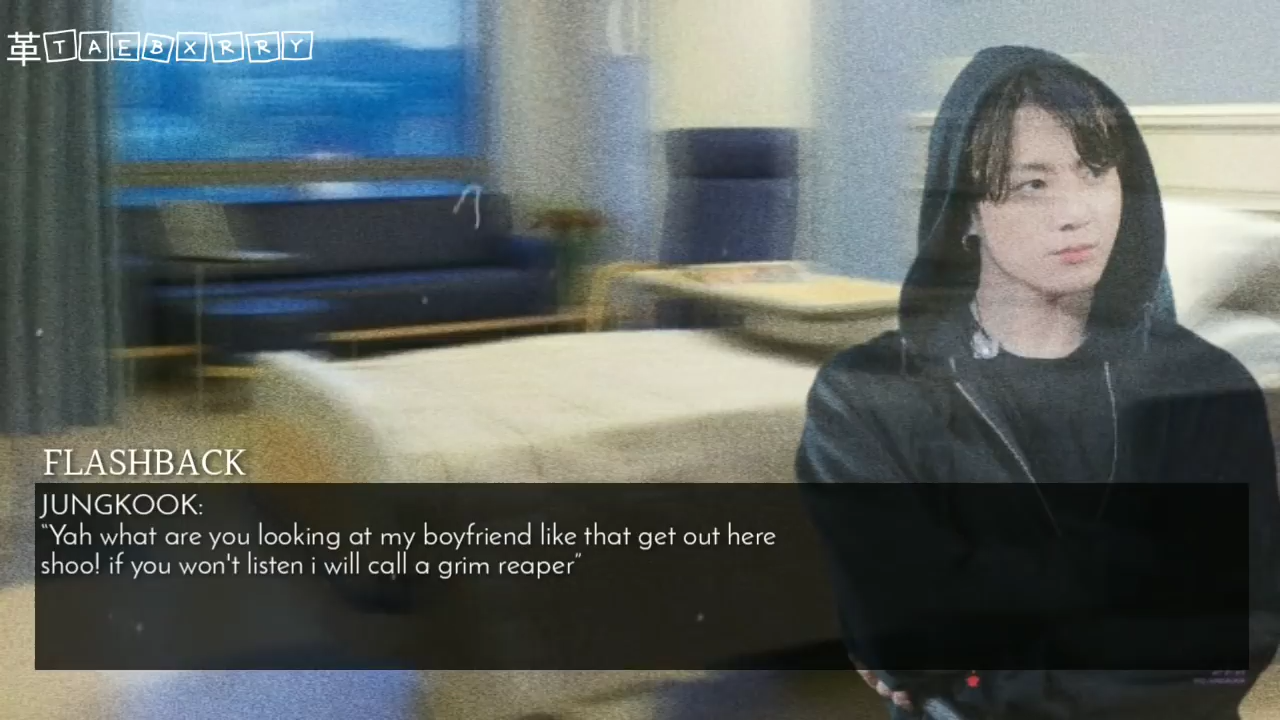 革TAEBXRRY
FLASHBACK
JUNGKOOK:
“Yah what are you looking at my boyfriend like that get out here
shoo! if you won't listen i will call a grim reaper”